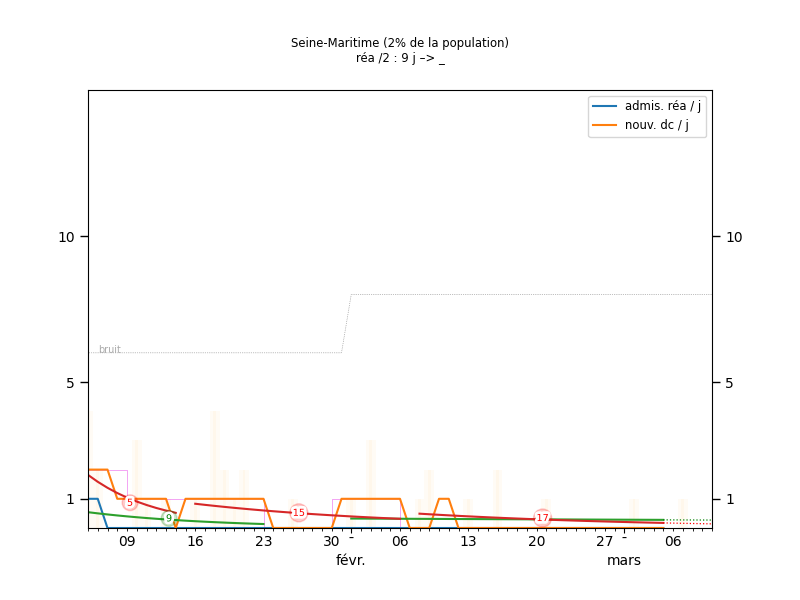 Seine-Maritime (2% de la population)
réa /2 : 9 j –> _
admis. réa / j
nouv. dc / j
10
10
bruit
5
5
1
1
5
9
15
17
09 16 23 30 - 06 13 20 27 - 06
févr. mars